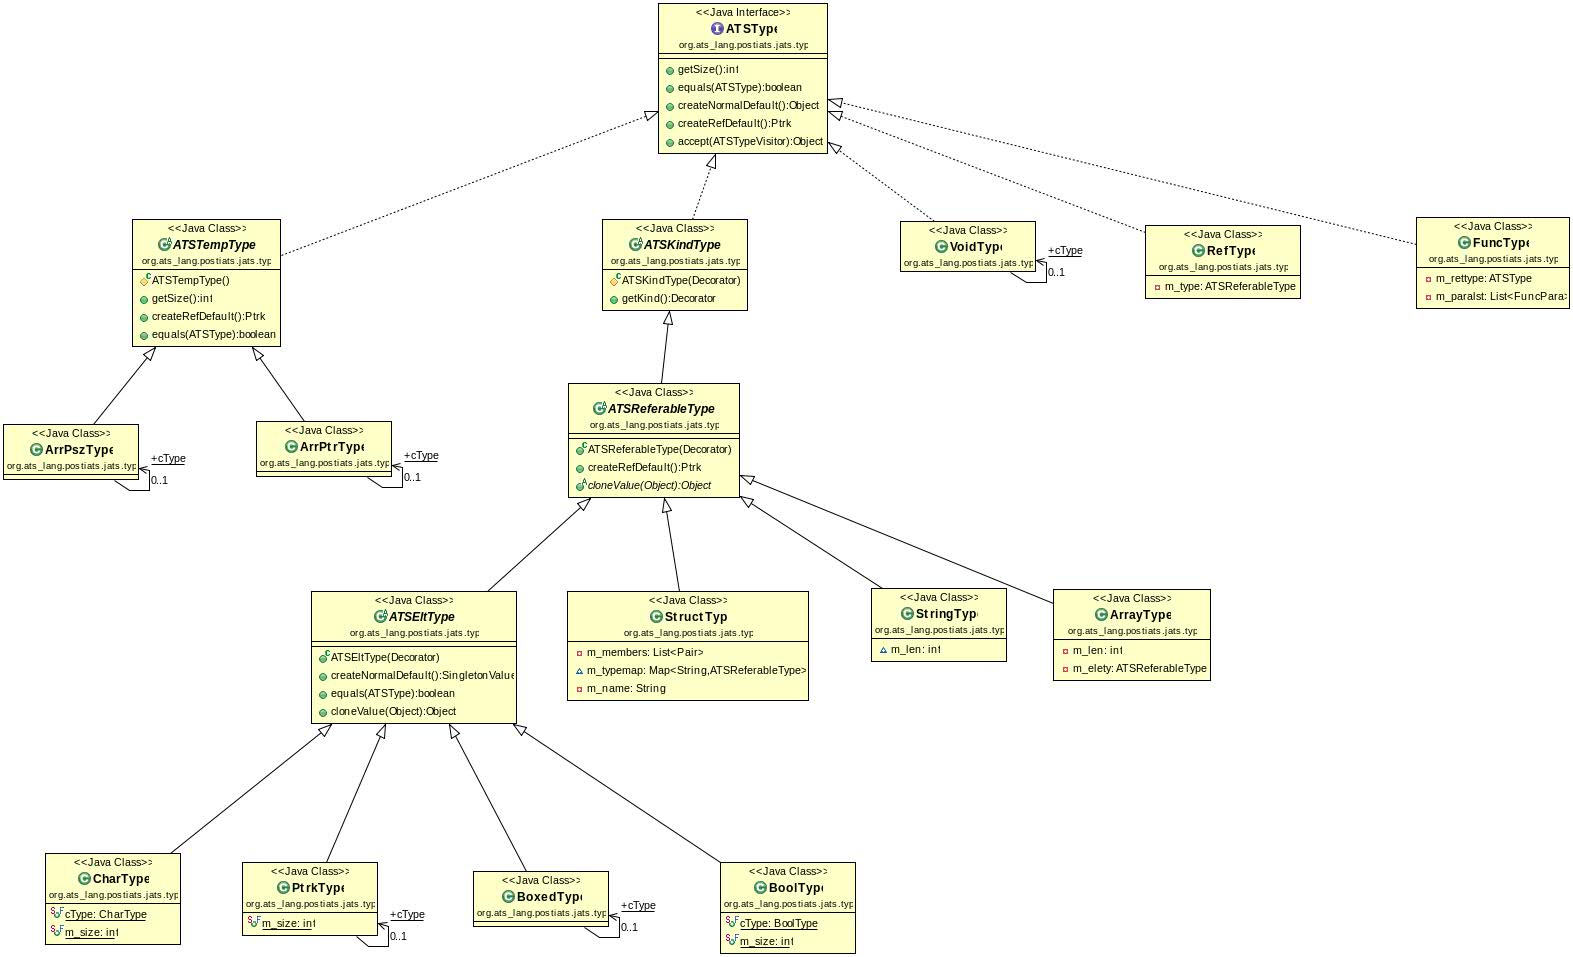 <<Java Interface>>
ATSType
org.ats_lang.postiats.jats.typ
getSize():int
equals(ATSType):boolean
createNormalDefault():Object
createRefDefault():Ptrk
accept(ATSTypeVisitor):Object
<<Java Class>>
ATSTempType
org.ats_lang.postiats.jats.typ
ATSTempType()
getSize():int
createRefDefault():Ptrk
equals(ATSType):boolean
<<Java Class>>
ATSKindType
org.ats_lang.postiats.jats.typ
ATSKindType(Decorator)
getKind():Decorator
<<Java Class>>
VoidType
org.ats_lang.postiats.jats.typ
+cType
0..1
<<Java Class>>
RefType
org.ats_lang.postiats.jats.typ
m_type: ATSReferableType
<<Java Class>>
FuncType
org.ats_lang.postiats.jats.typ
m_rettype: ATSType
m_paralst: List<FuncPara>
<<Java Class>>
ArrPszType
org.ats_lang.postiats.jats.typ
+cType
0..1
<<Java Class>>
ArrPtrType
org.ats_lang.postiats.jats.typ
+cType
0..1
<<Java Class>>
ATSReferableType
org.ats_lang.postiats.jats.typ
ATSReferableType(Decorator)
createRefDefault():Ptrk
cloneValue(Object):Object
<<Java Class>>
ATSEltType
org.ats_lang.postiats.jats.typ
ATSEltType(Decorator)
createNormalDefault():SingletonValue
equals(ATSType):boolean
cloneValue(Object):Object
<<Java Class>>
StructTyp
org.ats_lang.postiats.jats.typ
m_members: List<Pair>
m_typemap: Map<String,ATSReferableType>
m_name: String
<<Java Class>>
StringTyp
org.ats_lang.postiats.jats.typ
m_len: int
<<Java Class>>
ArrayType
org.ats_lang.postiats.jats.typ
m_len: int
m_elety: ATSReferableType
<<Java Class>>
CharType
org.ats_lang.postiats.jats.typ
cType: CharType
m_size: int
<<Java Class>>
PtrkType
org.ats_lang.postiats.jats.typ
m_size: int
+cType
0..1
<<Java Class>>
BoxedType
org.ats_lang.postiats.jats.typ
+cType
0..1
<<Java Class>>
BoolType
org.ats_lang.postiats.jats.typ
cType: BoolType
m_size: int